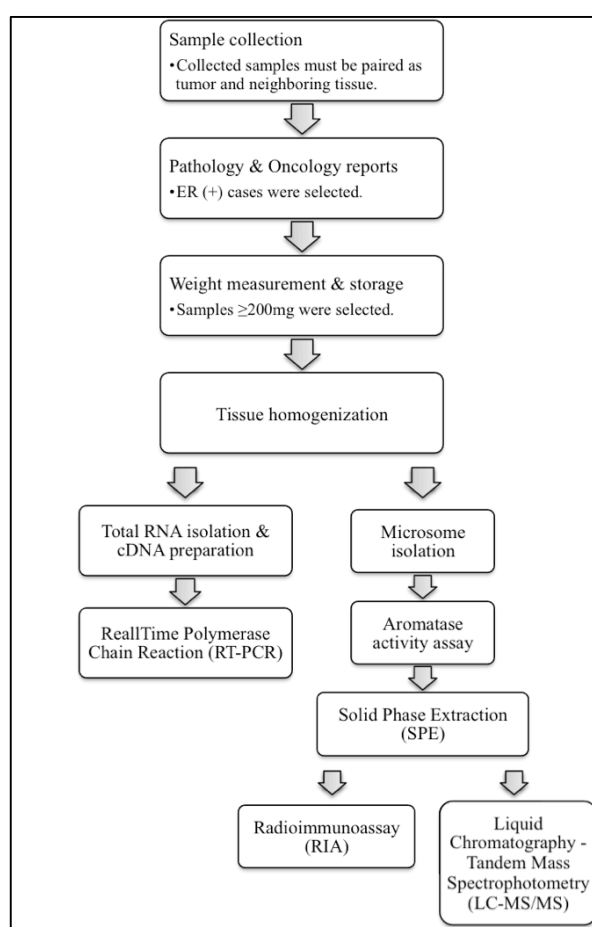 Sample collection
•Collected samples must be paired as
tumor and neighboring tissue.
Pathology & Oncology reports
•ER (+) cases were selected.
Weight measurement & storage
•Samples ≥200mg were selected.
Tissue homogenization
Total RNA isolation &
cDNA preparation
ReallTime Polymerase
Chain Reaction (RT-PCR)
Microsome
isolation
Aromatase
activity assay
Solid Phase Extraction
(SPE)
Radioimmunoassay
(RIA)
Liquid
Chromatography -
Tandem Mass
Spectrophotometry
(LC-MS/MS)